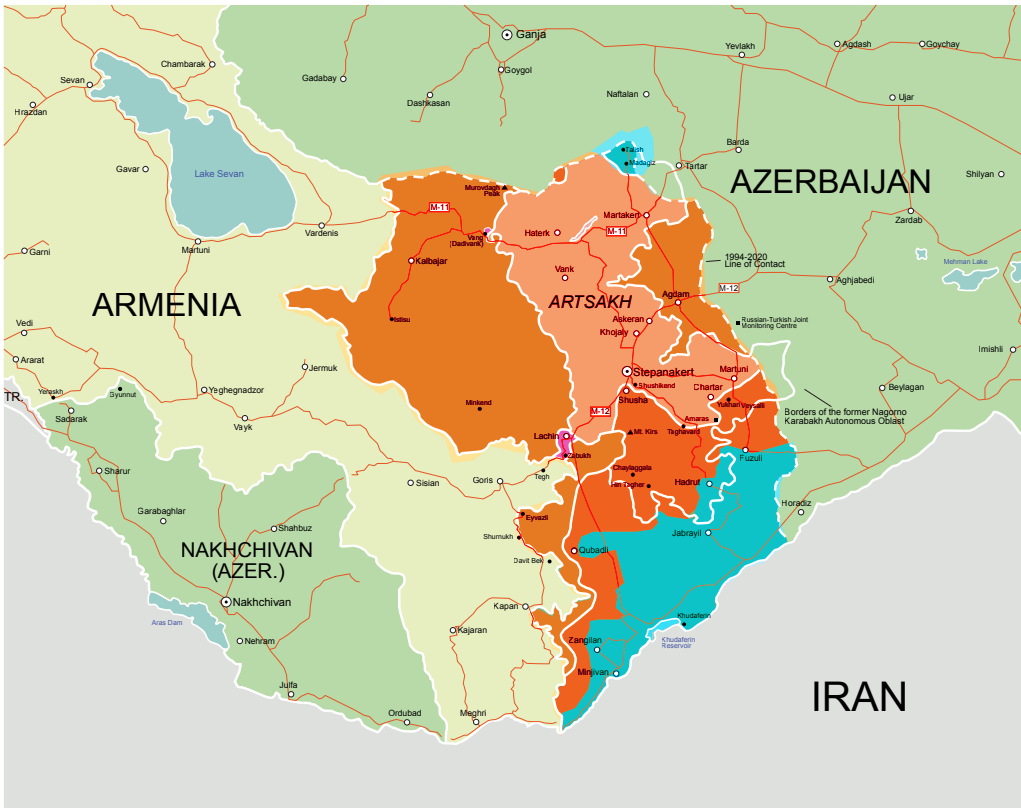 Ganja
Yevlakh
Agdash
Goychay
Chambarak
Sevan
Gadabay
Goygol
Hrazdan
Dashkasan
Naftalan
Ujar
Barda
Talish
Madagiz
Tartar
Gavar
Lake Sevan
AZERBAIJAN
Shilyan
Murovdagh
Peak
M-11
Martakert
Zardab
Vardenis
Vang
(Dadivank)
Haterk
M-11
Martuni
Garni
Kalbajar
1994-2020
Line of Contact
Mehman Lake
Vank
Aghjabedi
ARMENIA
ARTSAKH
Agdam
M-12
Istisu
Askeran
Khojaly
Russian-Turkish Joint
Monitoring Centre
Vedi
Imishli
Ararat
Jermuk
Stepanakert
Martuni
Yeraskh
Gyunnut
Yeghegnadzor
Shushikend
Chartar
Beylagan
TR.
Shusha
Yukhari Veysalli
Sadarak
Minkend
M-12
Borders of the former Nagorno
Karabakh Autonomous Oblast
Vayk
Amaras
Taghavard
Lachin
Mt. Kirs
Zabukh
Fuzuli
Sharur
Tegh
Chaylaggala
Sisian
Goris
Hin Tagher
Hadrut
Horadiz
Garabaghlar
Eyvazli
Shahbuz
Shurnukh
Jabrayil
NAKHCHIVAN
(AZER.)
Qubadli
Davit Bek
Nakhchivan
Kapan
Aras Dam
Khudaferin
Kajaran
Nehram
Zangilan
Khudaferin
Reservoir
Minjivan
Julfa
IRAN
Ordubad
Meghri